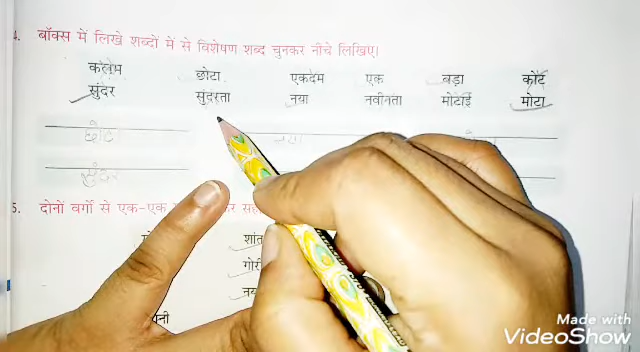 4. बॉक्स में लिखे शब्दों में से विशेषण शब्द चुनकर नीचे लिखिए।
कलम छोटा एकदम एक बड़ा कोट
सुंदर सुंदरता नया नवीनता मोटाई मोटा
छोटा नया
सुंदर
5. दोनों वर्गों से एक-एक
शांत
गोरी
Made with
VideoShow